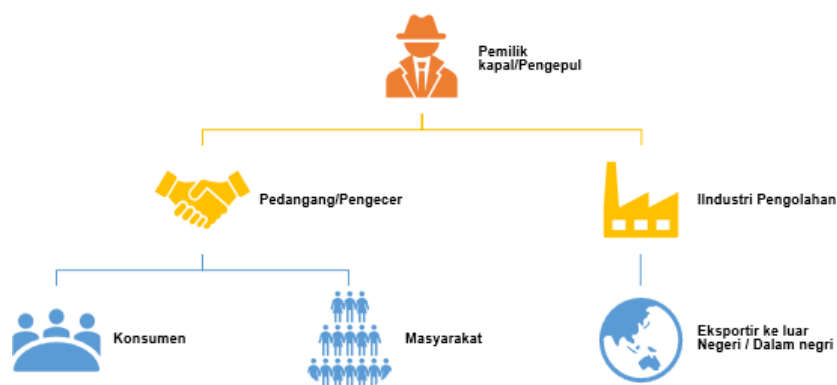 Pemilik
kapal/Pengepul
Pedangang/Pengecer
IIndustri Pengolahan
Konsumen
Masyarakat
Eksportir ke luar
Negeri / Dalam negri